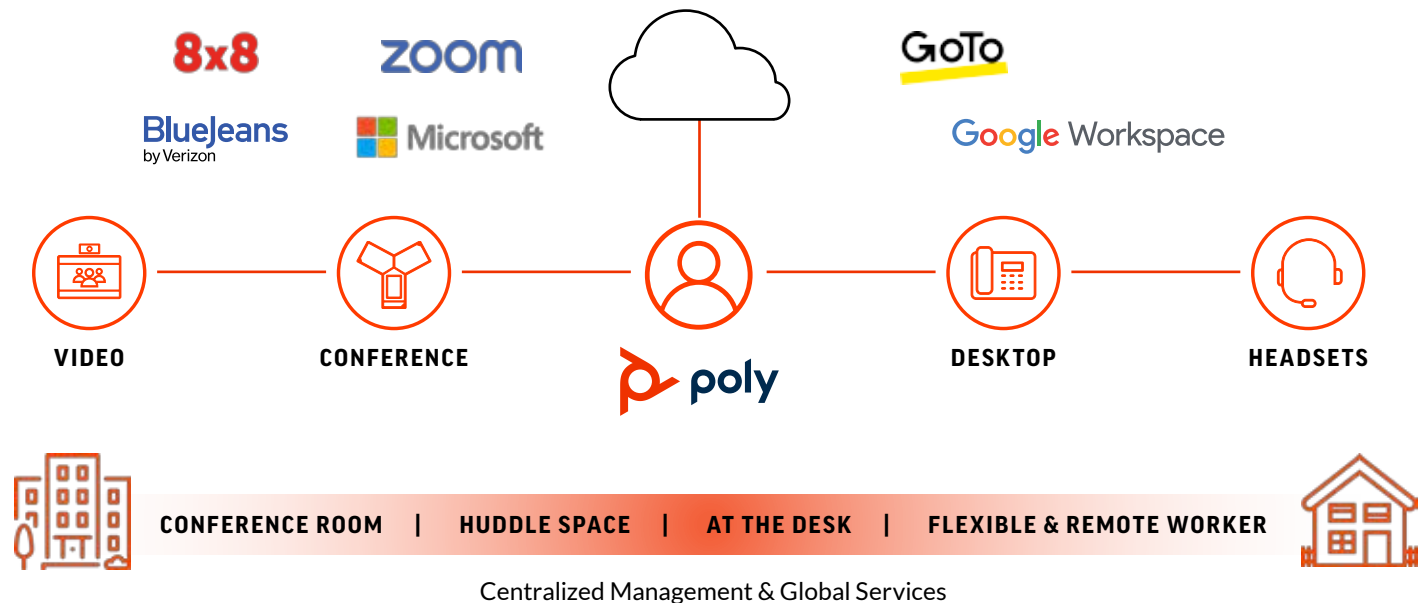 8x8
zoom
GoTo
BlueJeans
by Verizon
Microsoft
Google Workspace
VIDEO
CONFERENCE
DESKTOP
HEADSETS
poly
CONFERENCE ROOM | HUDDLE SPACE | AT THE DESK | FLEXIBLE & REMOTE WORKER
Centralized Management & Global Services